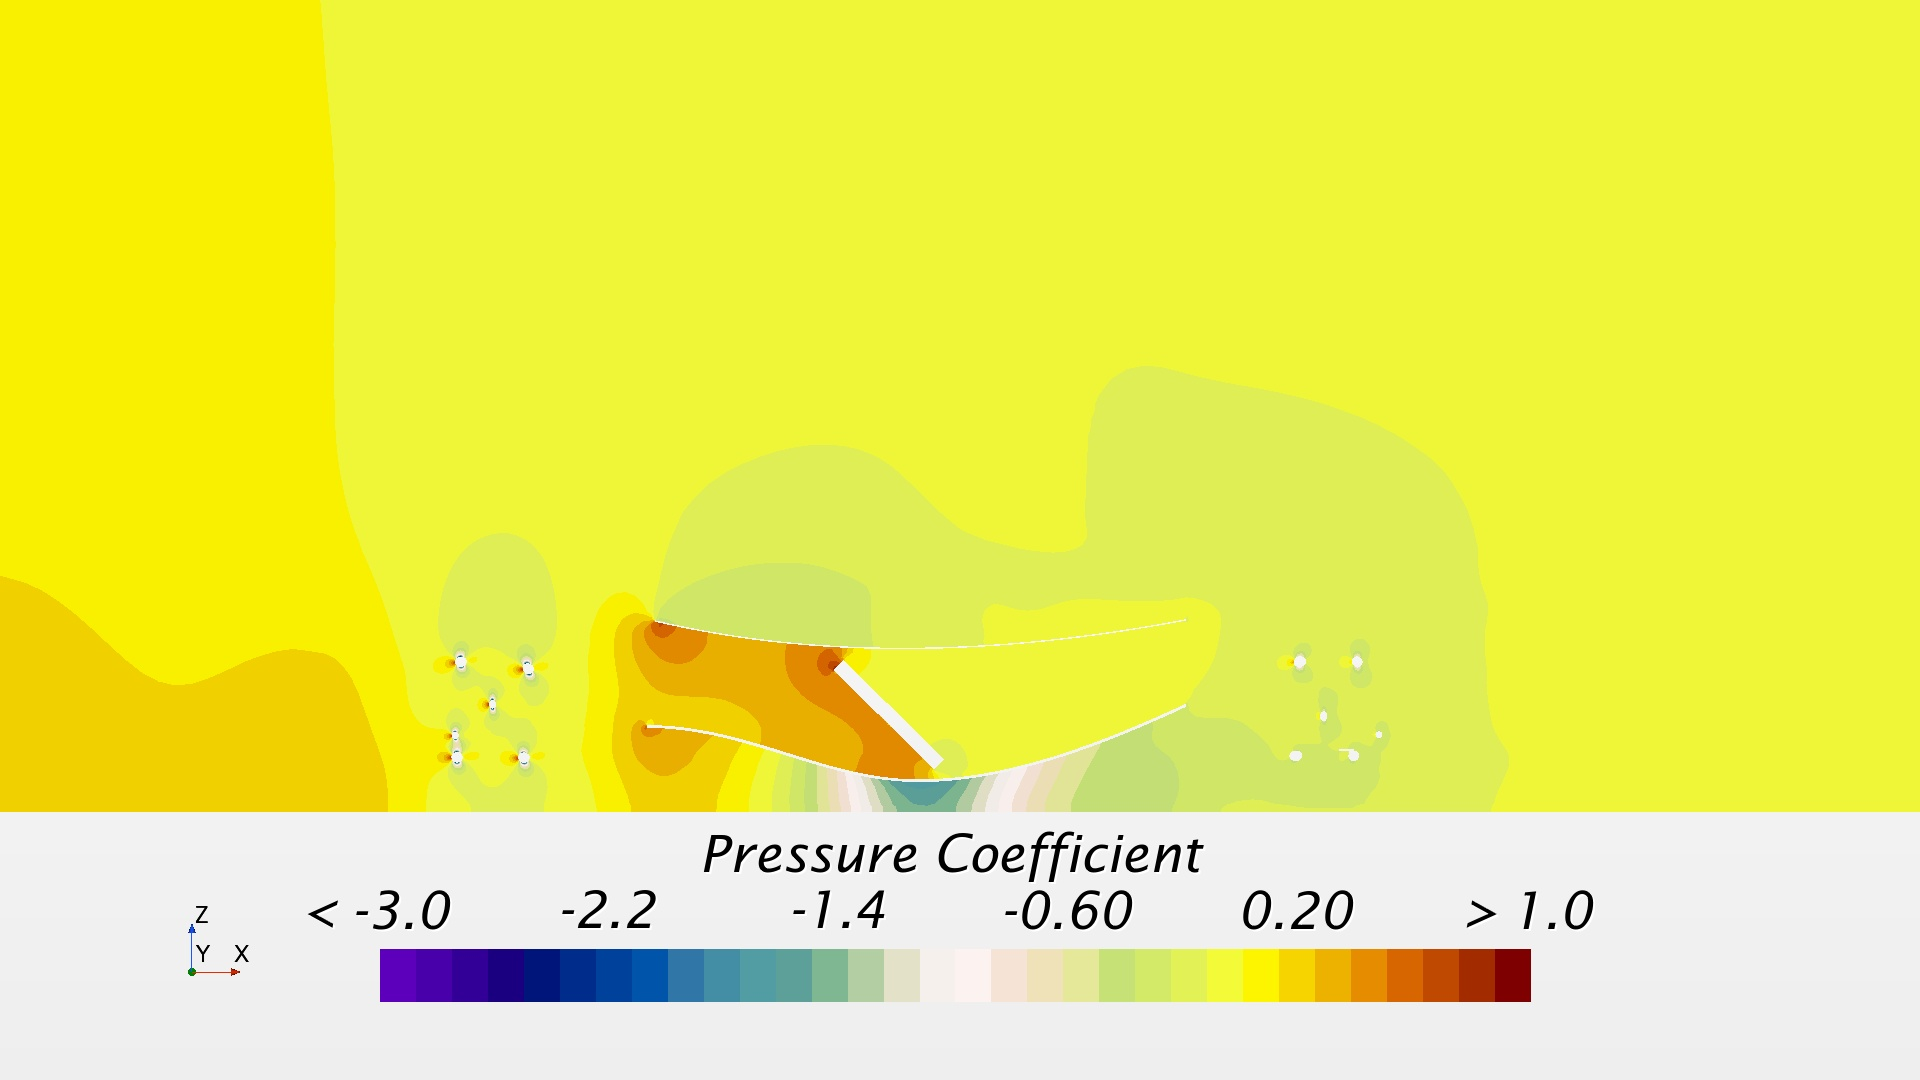 Pressure Coefficient
< -3.0 -2.2 -1.4 -0.60 0.20 > 1.0
Z
Y X